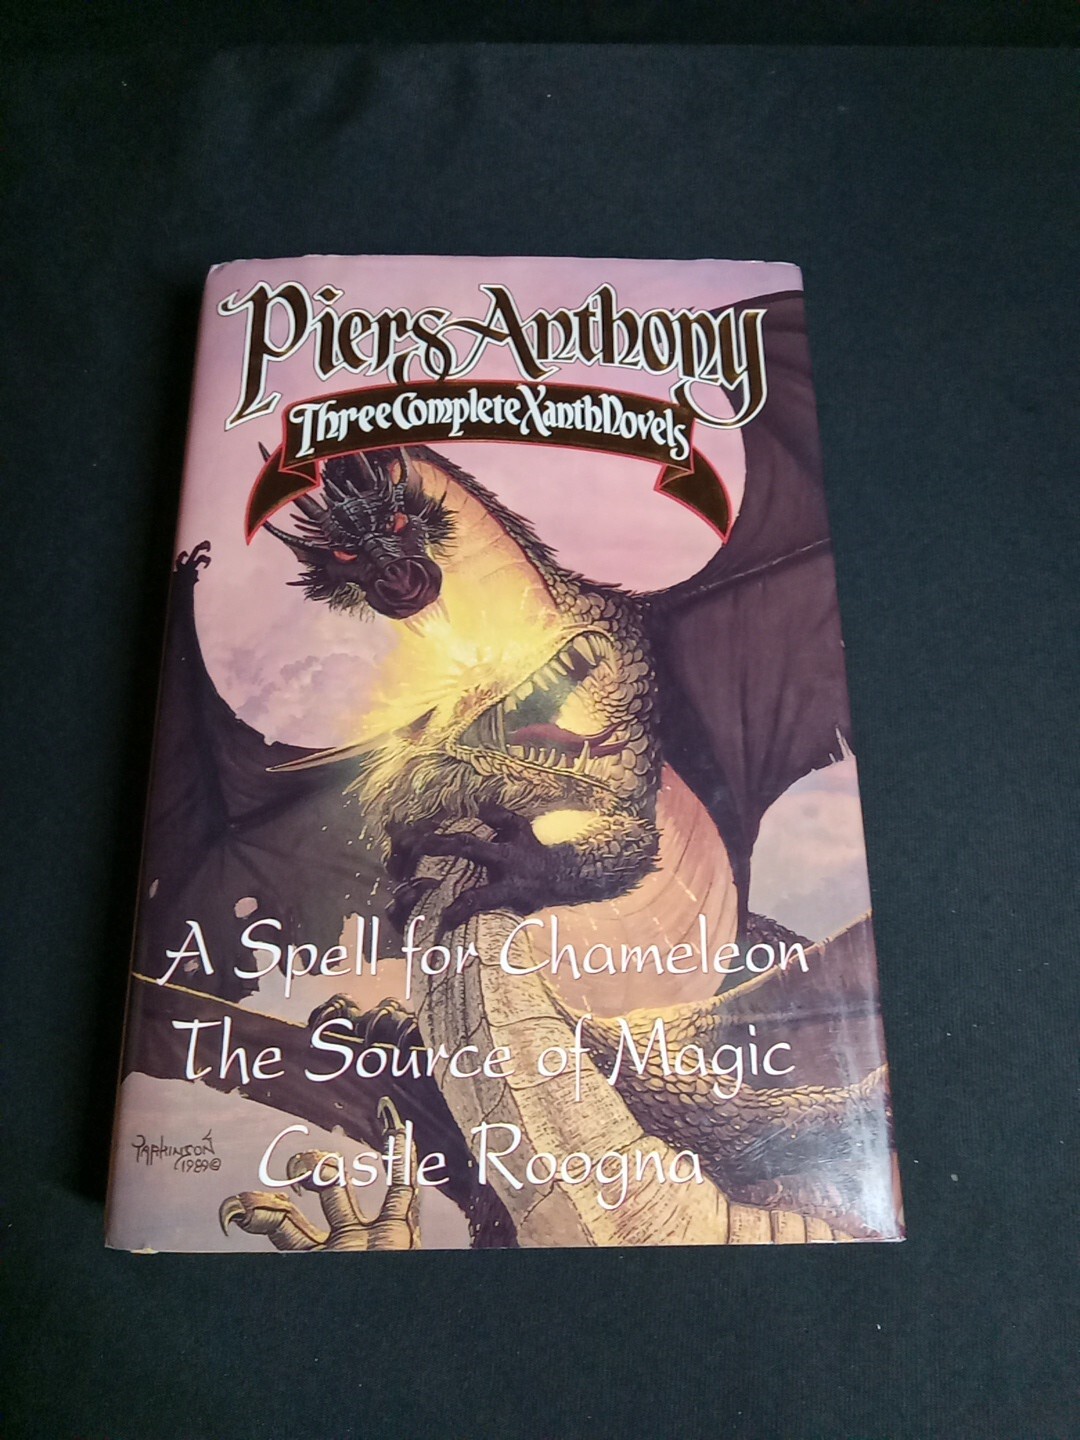 Piers Anthony
Three Complete Xanth Novels
A Spell for Chameleon
The Source of Magic
Castle Roogna
PARKINSON
1989©